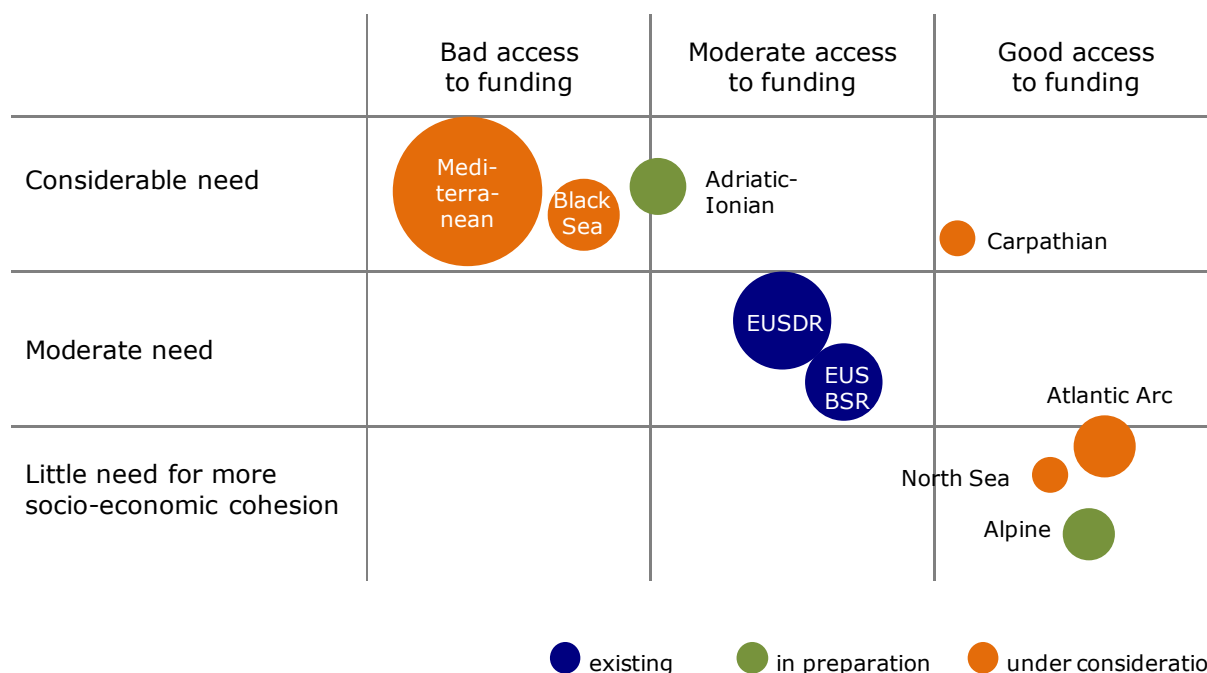 Bad access
to funding
Moderate access
to funding
Good access
to funding
Considerable need
Medi-
terra-
nean
Black
Sea
Adriatic-
Ionian
Carpathian
Moderate need
EUSDR
EUS
BSR
Atlantic Arc
Little need for more
socio-economic cohesion
North Sea
Alpine
existing
in preparation
under consideratio